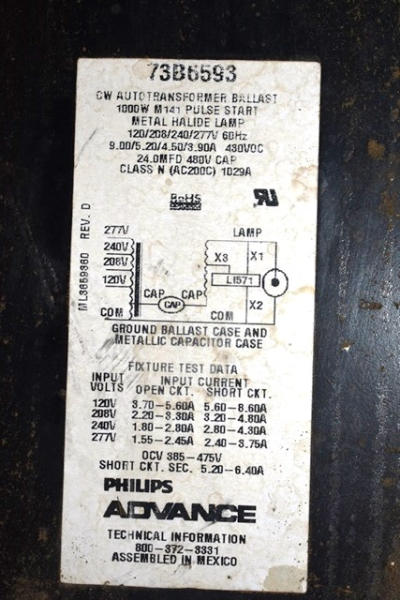 73B6593
CW AUTOTRANSFORMER BALLAST
1000W M141 PULSE START
METAL HALIDE LAMP
120/208/240/277V 60Hz
9.00/5.20/4.50/3.90A 430VOC
24.0MFD 480V CAP
CLASS N (AC200C) 1029A
RoHS
ML3659360 REV. D
277V
240V
208V
120V
COM
CAP
CAP
CAP
LAMP
X3
X1
LI571
X2
COM
GROUND BALLAST CASE AND
METALLIC CAPACITOR CASE
FIXTURE TEST DATA
INPUT INPUT CURRENT
VOLTS OPEN CKT. SHORT CKT.
120V 3.70-5.60A 5.60-8.60A
208V 2.20-3.30A 3.20-4.80A
240V 1.80-2.80A 2.80-4.30A
277V 1.55-2.45A 2.40-3.75A
OCV 385-475V
SHORT CKT. SEC. 5.20-6.40A
PHILIPS
ADVANCE
TECHNICAL INFORMATION
800-372-3331
ASSEMBLED IN MEXICO